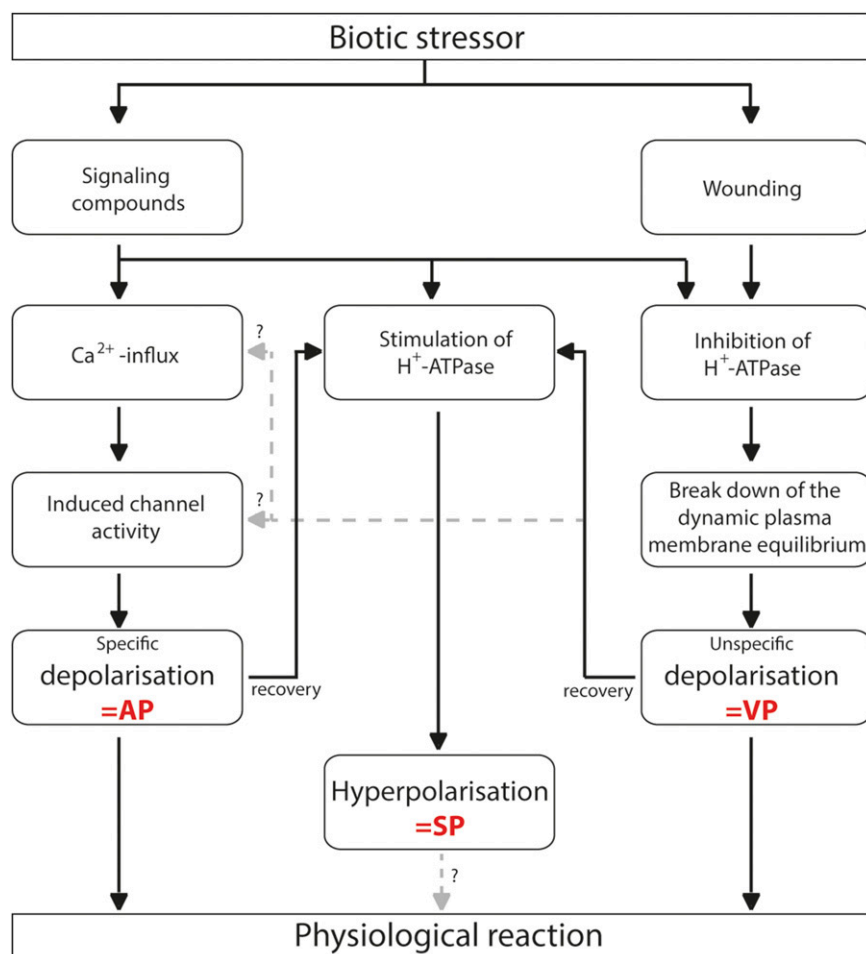 Biotic stressor
Signaling
compounds
Wounding
Ca²⁺ -influx
?
Stimulation of
H⁺-ATPase
Inhibition of
H⁺-ATPase
Induced channel
activity
?
Break down of the
dynamic plasma
membrane equilibrium
Specific
depolarisation
=AP
recovery
recovery
Unspecific
depolarisation
=VP
Hyperpolarisation
=SP
?
Physiological reaction